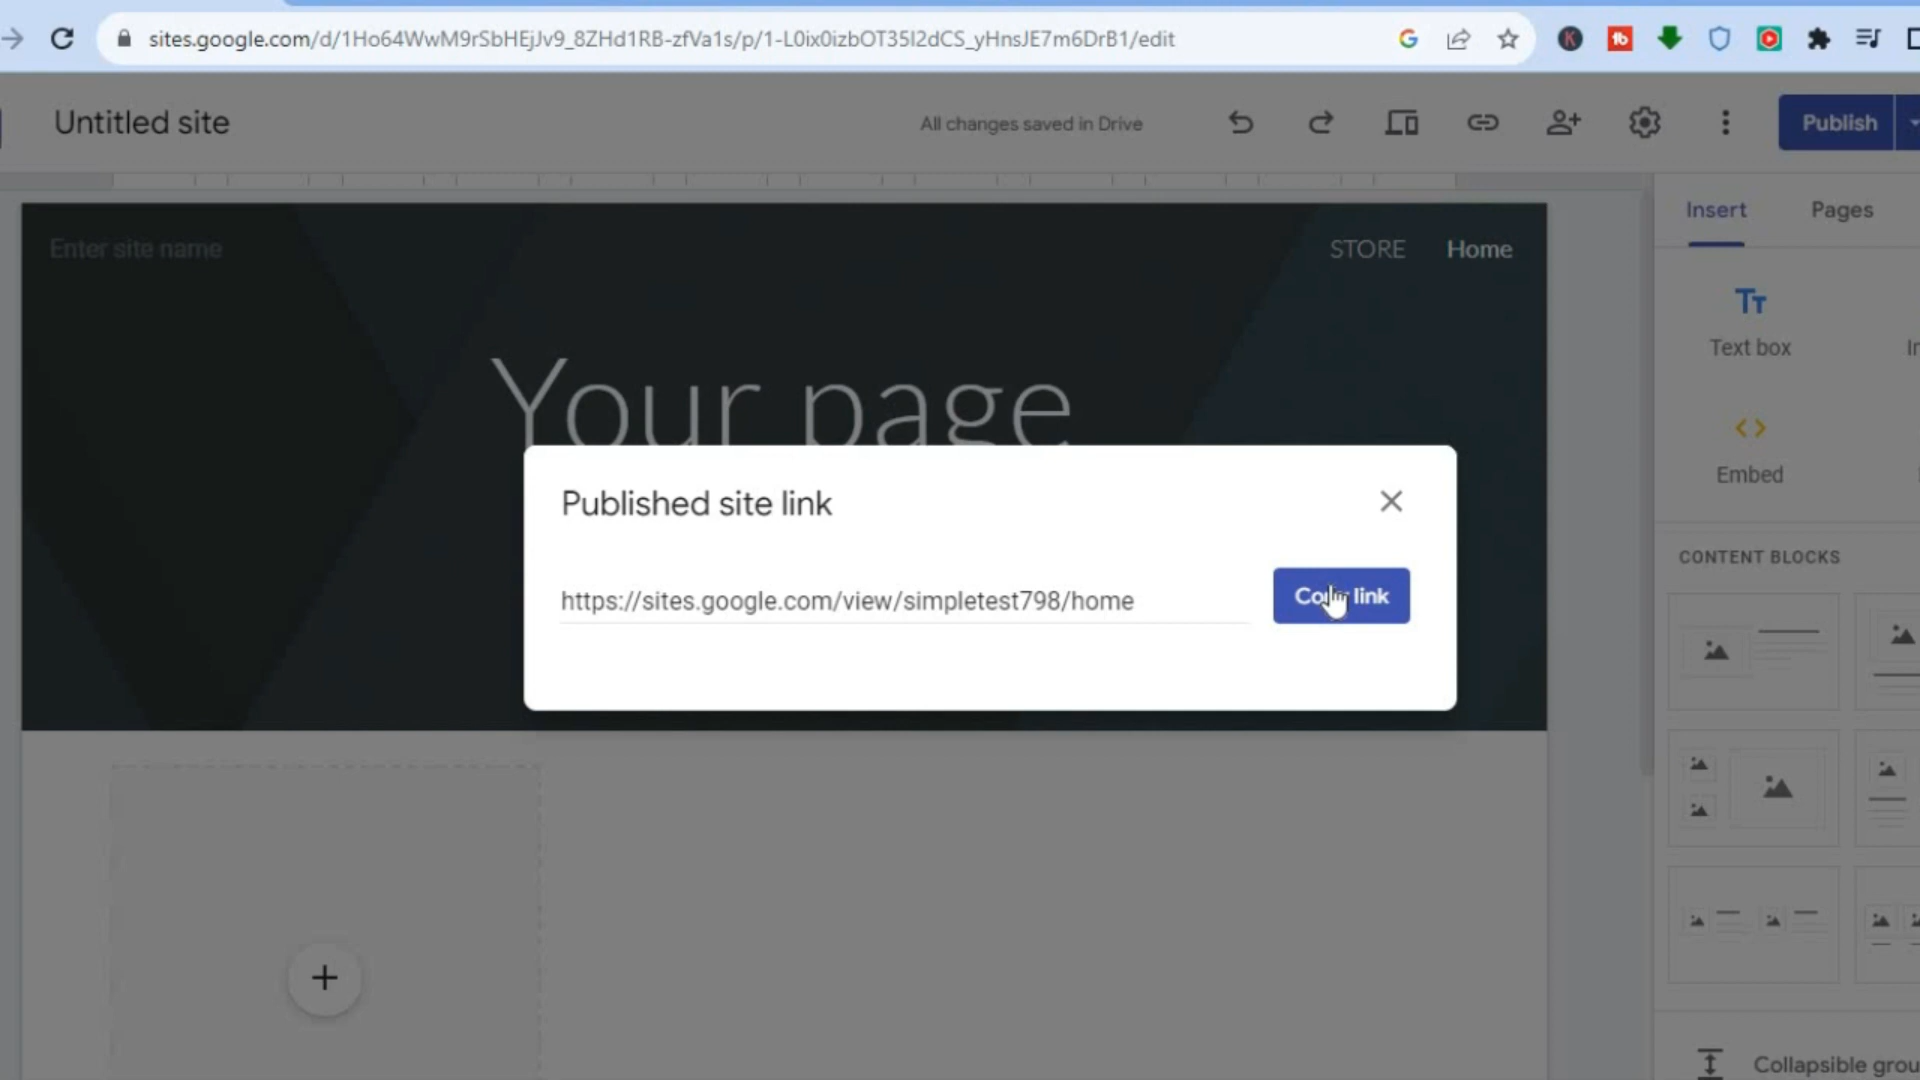 sites.google.com/d/1Ho64WwM9rSbHEjJv9_8ZHd1RB-zfVa1s/p/1-L0ix0izbOT35I2dCS_yHnsJE7m6DrB1/edit
Untitled site
All changes saved in Drive
Publish
Insert
Pages
Enter site name
STORE
Home
Your page
Text box
Embed
Published site link
https://sites.google.com/view/simpletest798/home
Copy link
CONTENT BLOCKS
Collapsible grou